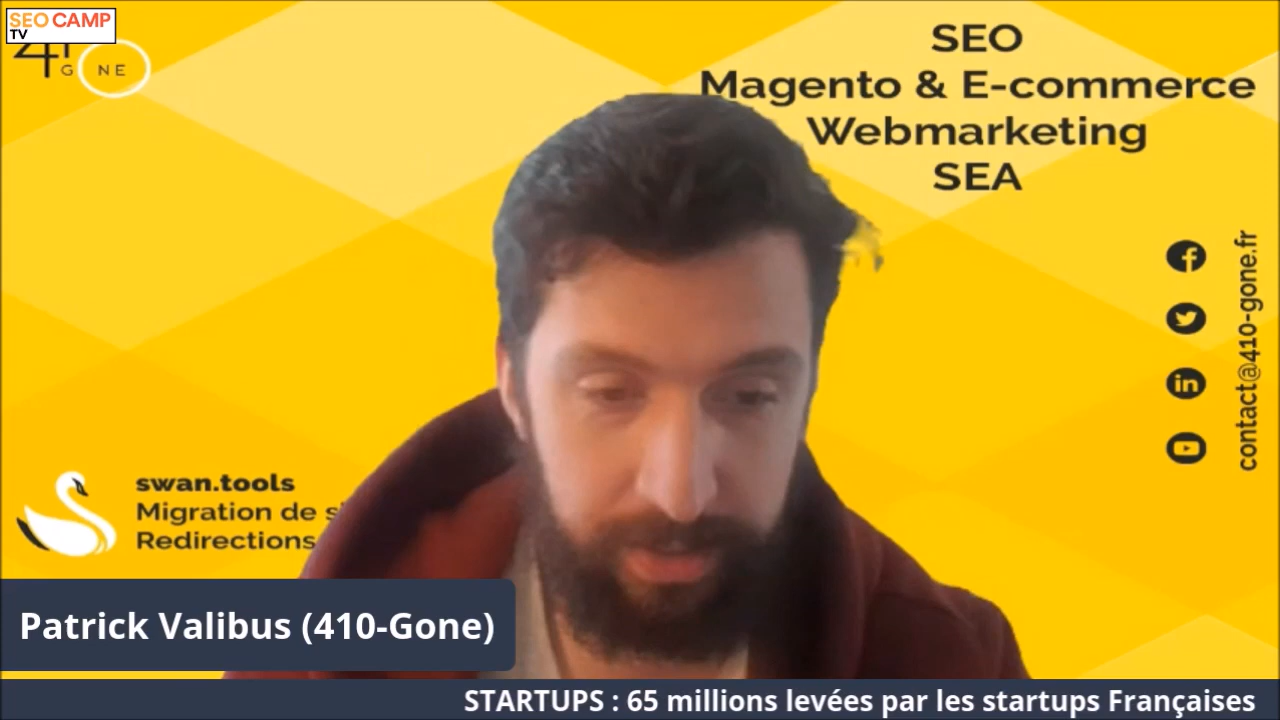 SEO CAMP
TV
GONE
SEO
Magento & E-commerce
Webmarketing
SEA
contact@410-gone.fr
swan.tools
Migration de
Redirections
Patrick Valibus (410-Gone)
STARTUPS : 65 millions levées par les startups Françaises